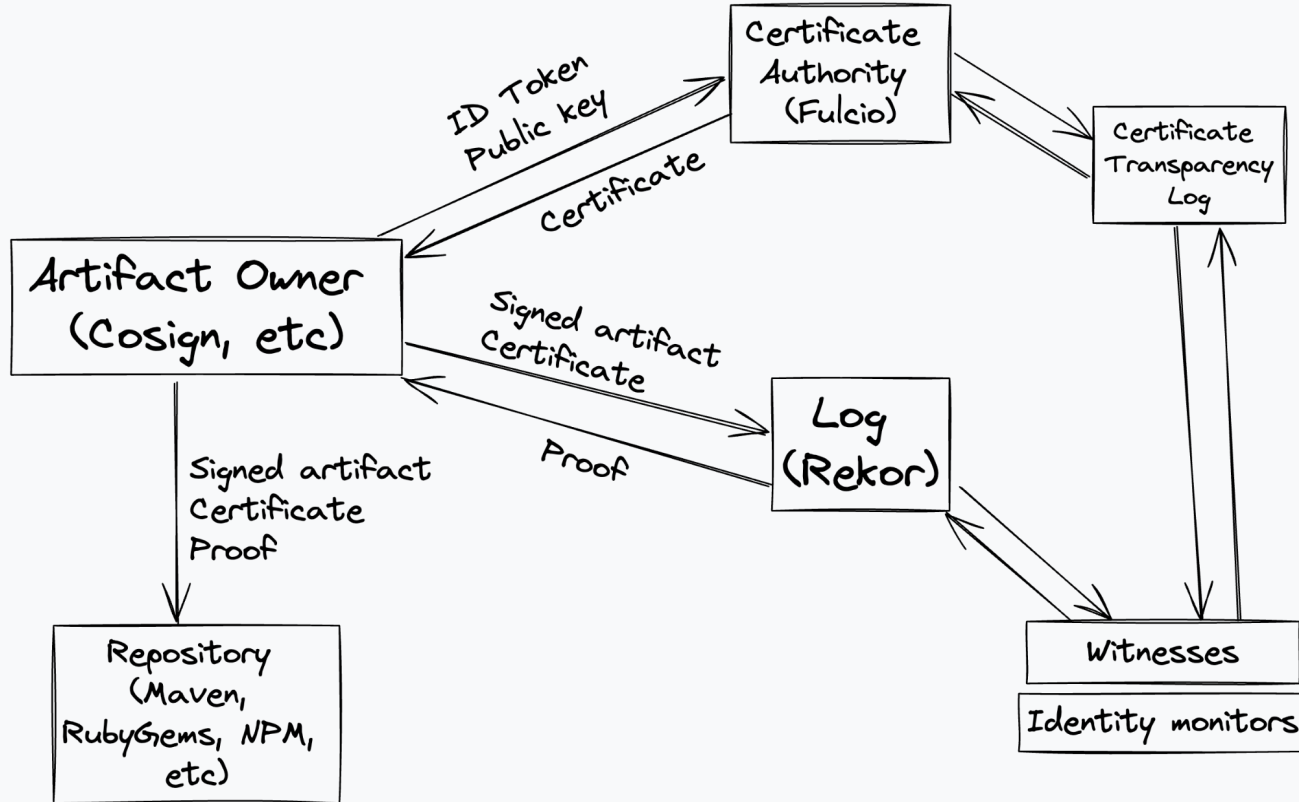 Certificate
Authority
(Fulcio)
ID Token
Public key
Certificate
Certificate
Transparency
Log
Artifact Owner
(Cosign, etc)
Signed artifact
Certificate
Proof
Log
(Rekor)
Signed artifact
Certificate
Proof
Repository
(Maven,
RubyGems, NPM,
etc)
Witnesses
Identity monitors